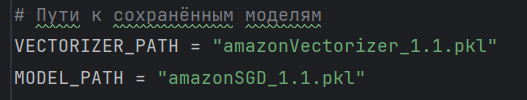 # Пути к сохранённым моделям
VECTORIZER_PATH = "amazonVectorizer_1.1.pkl"
MODEL_PATH = "amazonSGD_1.1.pkl"